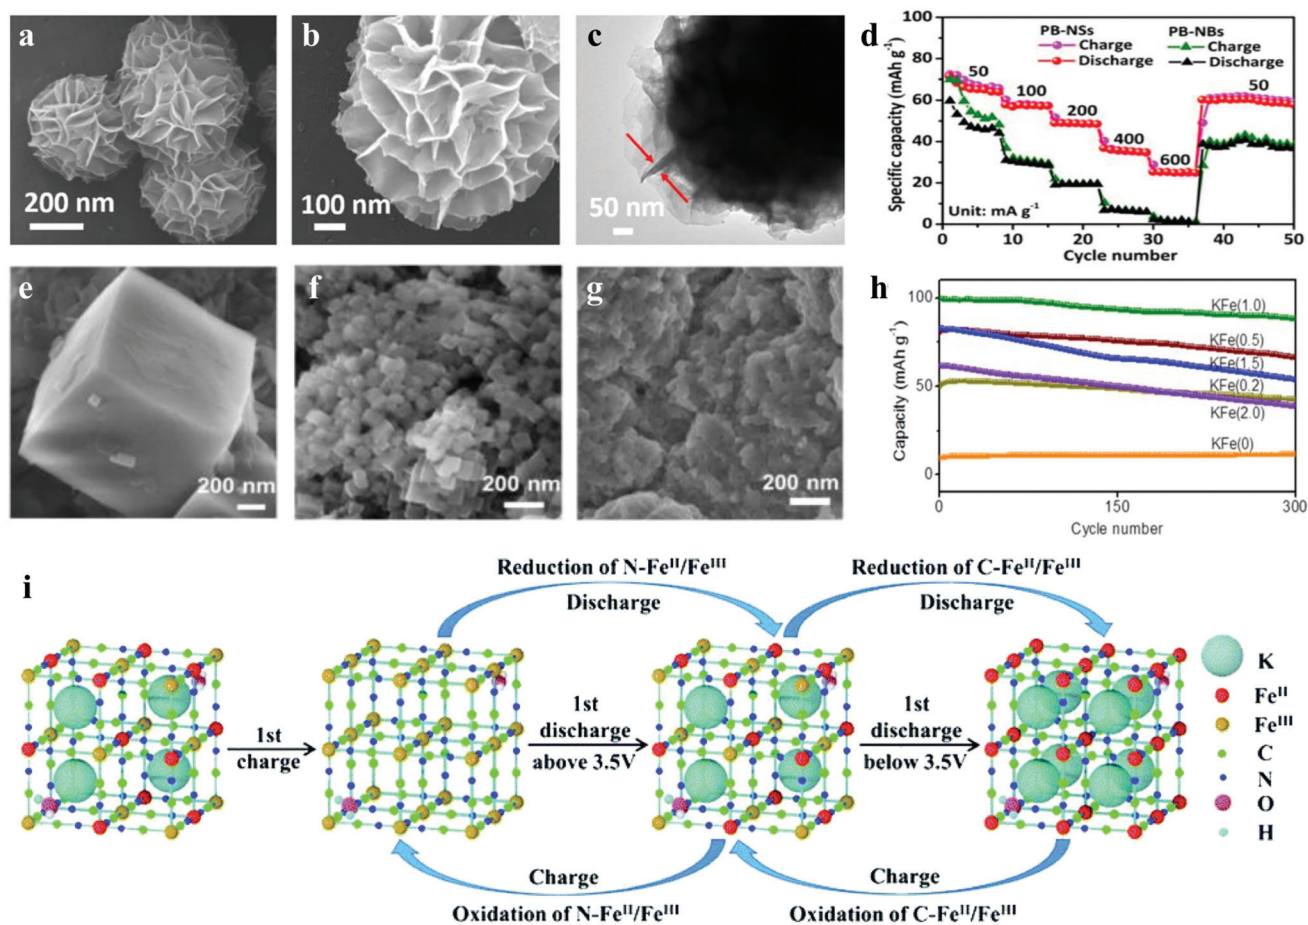 a
200 nm
b
100 nm
c
50 nm
d
Specific capacity (mAh g⁻¹)
100
80
60
40
20
0
PB-NSs
PB-NBs
Charge
Charge
Discharge
Discharge
50
100
200
400
600
50
Unit: mA g⁻¹
0
10
20
30
40
50
Cycle number
e
200 nm
f
200 nm
g
200 nm
h
Capacity (mAh g⁻¹)
100
50
0
KFe(1.0)
KFe(0.5)
KFe(1.5)
KFe(0.2)
KFe(2.0)
KFe(0)
0
150
300
Cycle number
i
Reduction of N-Feᴵᴵ/Feᴵᴵᴵ
Discharge
Reduction of C-Feᴵᴵ/Feᴵᴵᴵ
Discharge
1st
charge
1st
discharge
above 3.5V
1st
discharge
below 3.5V
K
Feᴵᴵ
Feᴵᴵᴵ
C
N
O
H
Charge
Oxidation of N-Feᴵᴵ/Feᴵᴵᴵ
Charge
Oxidation of C-Feᴵᴵ/Feᴵᴵᴵ